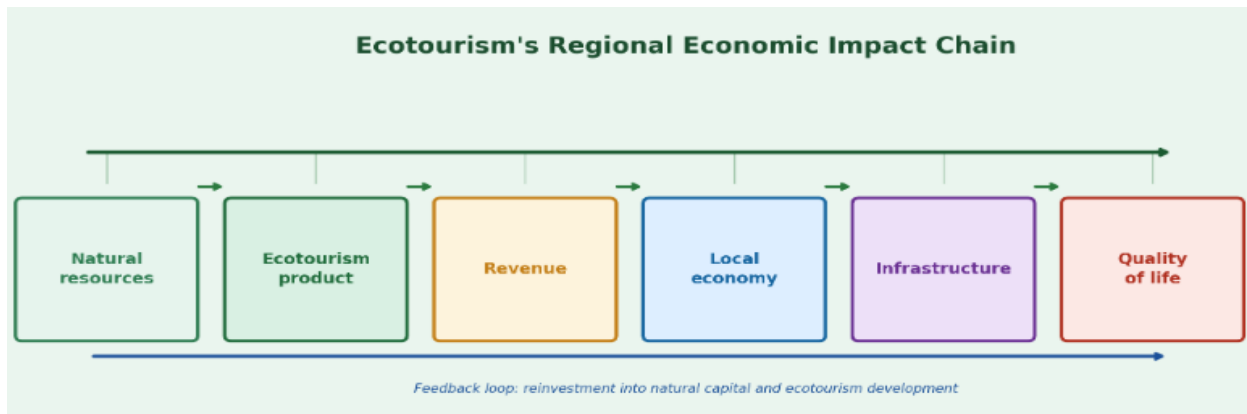 Ecotourism's Regional Economic Impact Chain
Natural
resources
Ecotourism
product
Revenue
Local
economy
Infrastructure
Quality
of life
Feedback loop: reinvestment into natural capital and ecotourism development